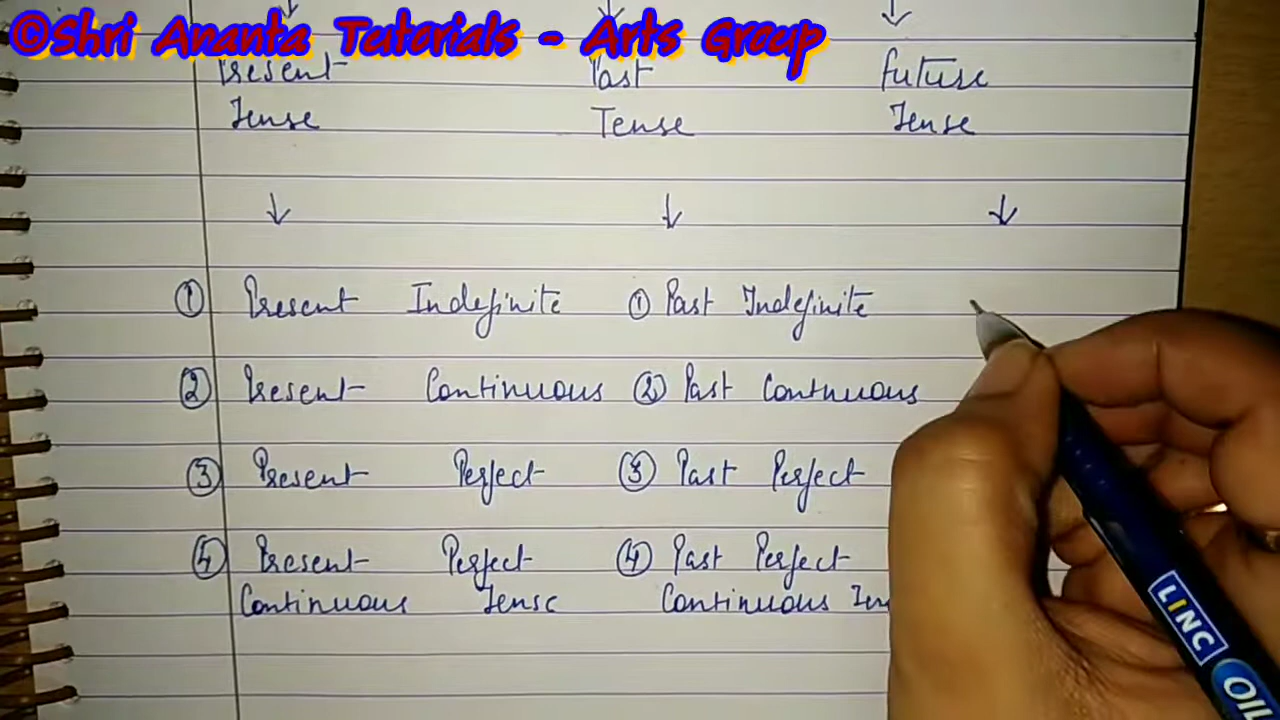 ©Shri Ananta Tutorials - Arts Group
Present Past future
Tense Tense Tense
① Present Indefinite ① Past Indefinite
② Present Continuous ② Past Continuous
③ Present Perfect ③ Past Perfect
④ Present Perfect ④ Past Perfect
Continuous Tense Continuous
LINC
OIL